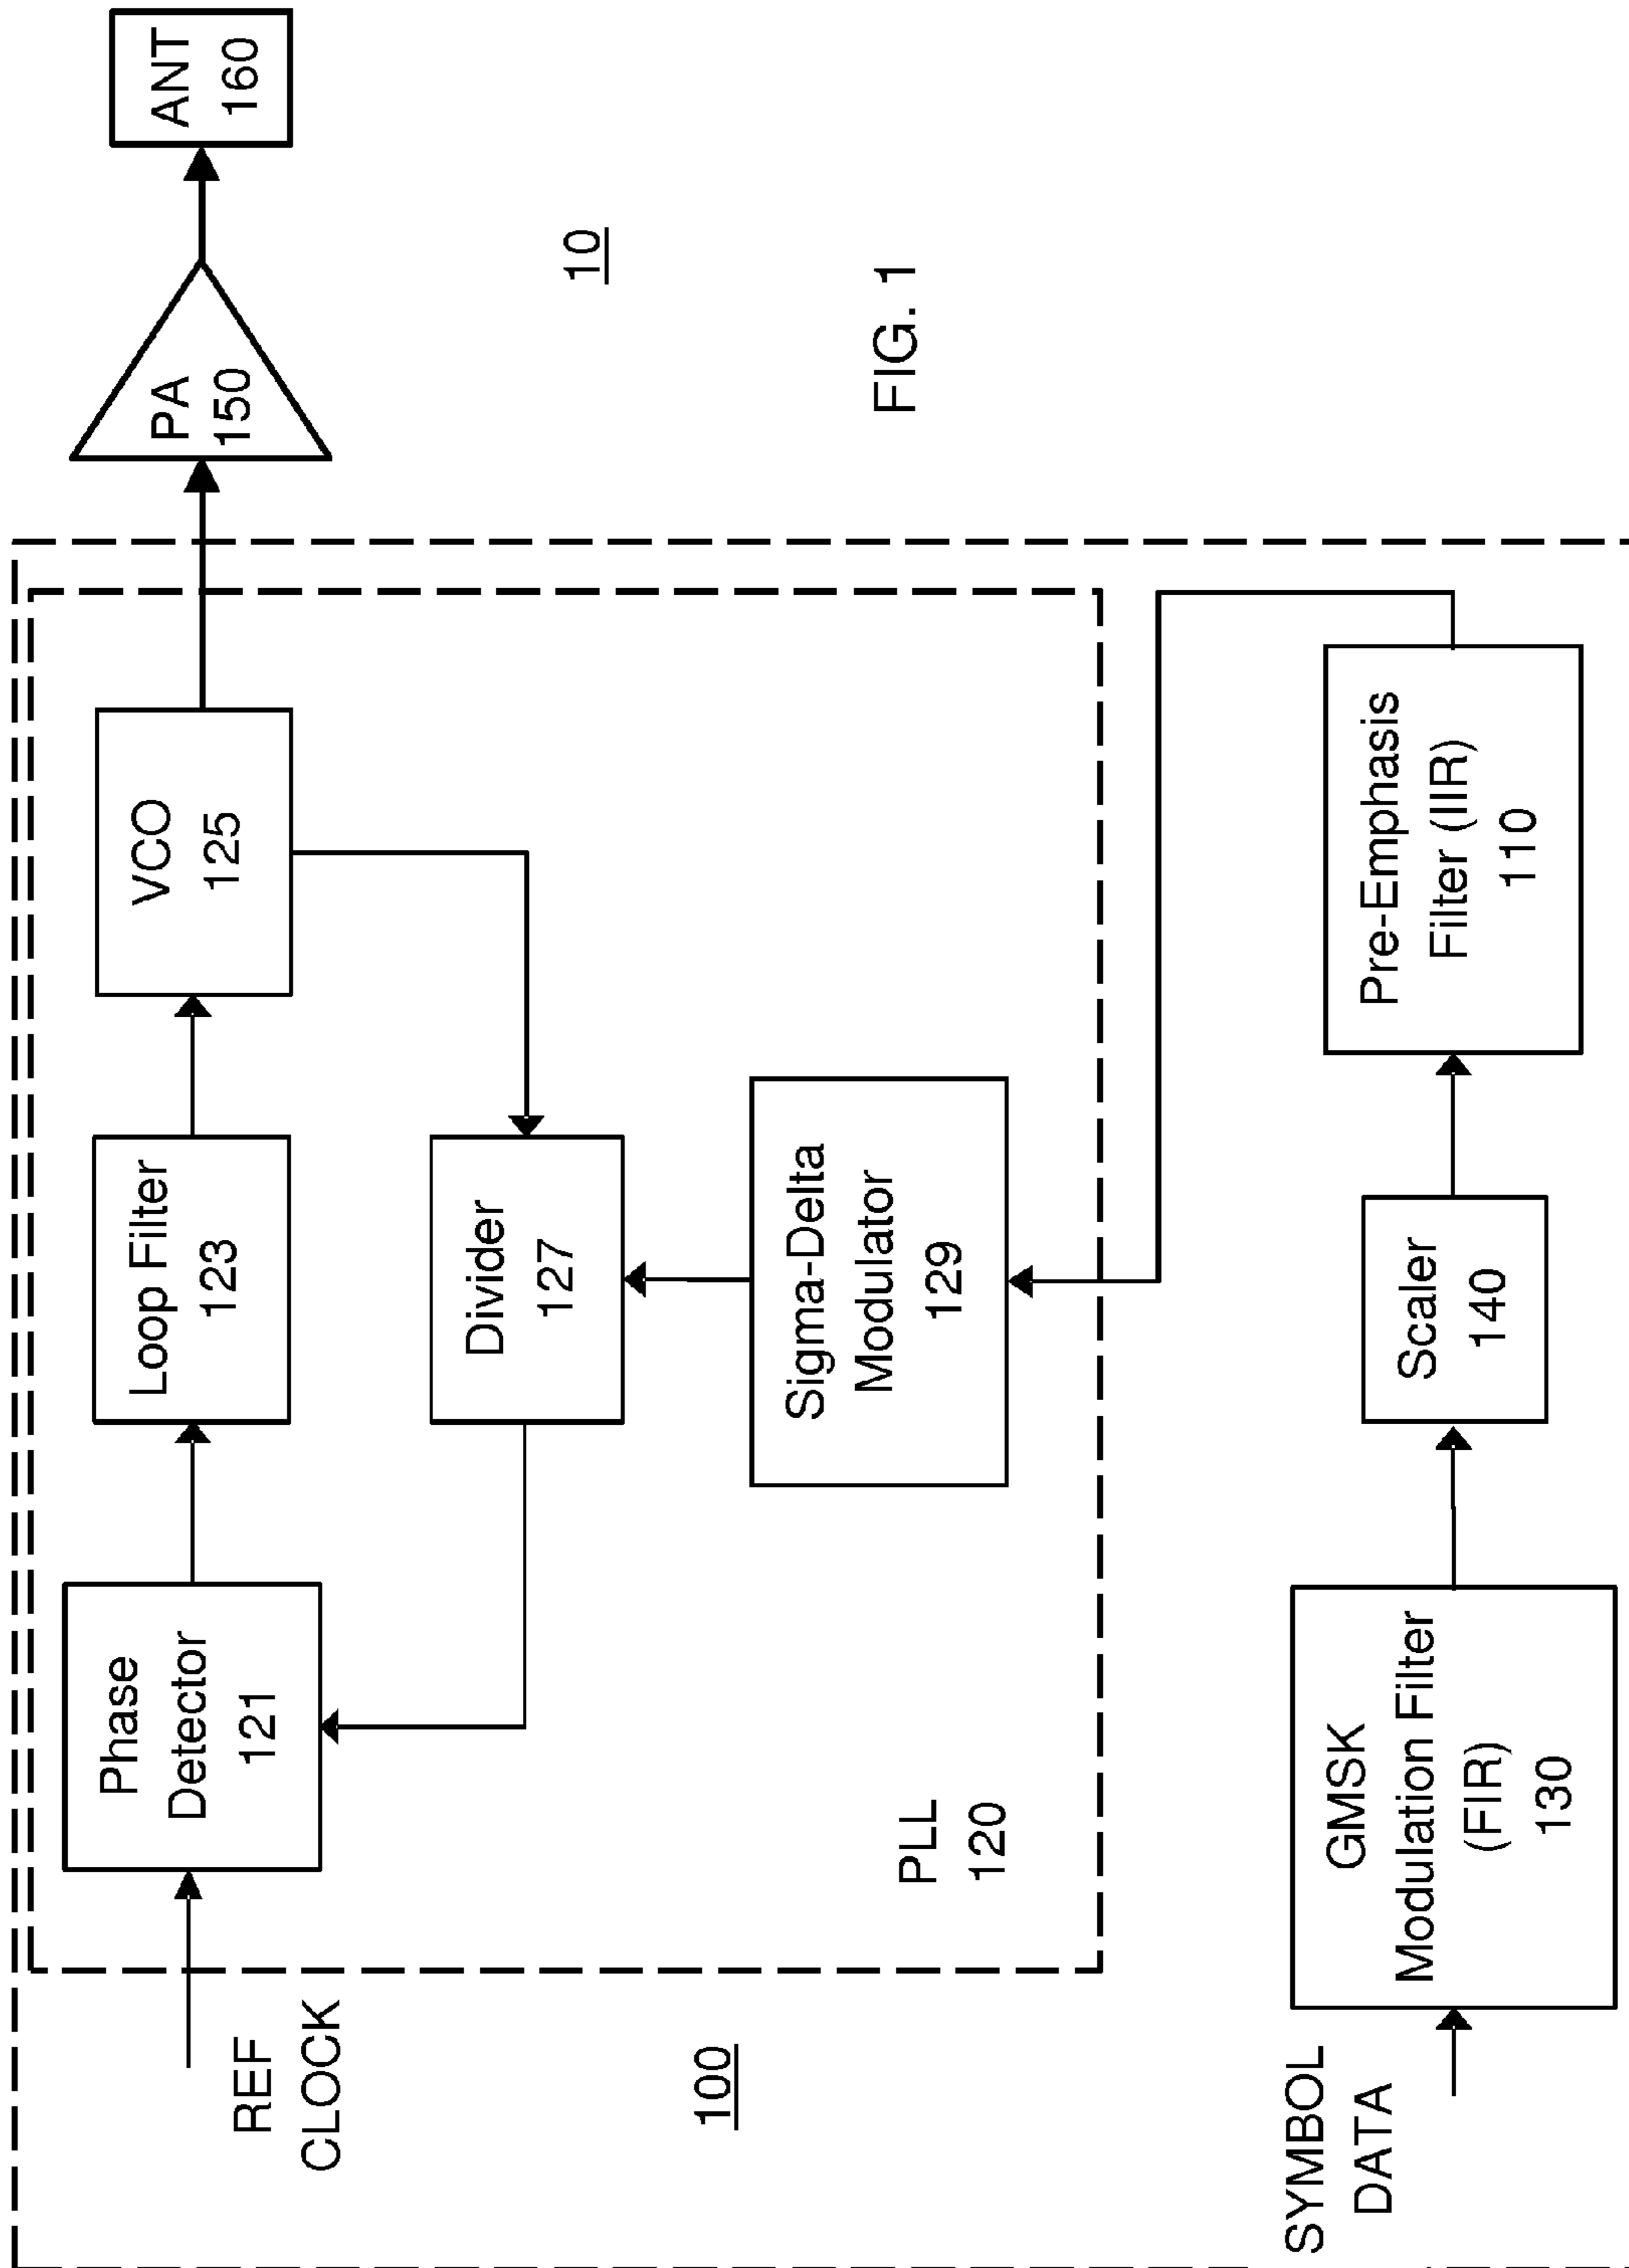 REF
CLOCK
Phase
Detector
121
Loop Filter
123
VCO
125
PA
150
ANT
160
Divider
127
Sigma-Delta
Modulator
129
PLL
120
100
10
SYMBOL
DATA
GMSK
Modulation Filter
(FIR)
130
Scaler
140
Pre-Emphasis
Filter (IIR)
110
FIG. 1